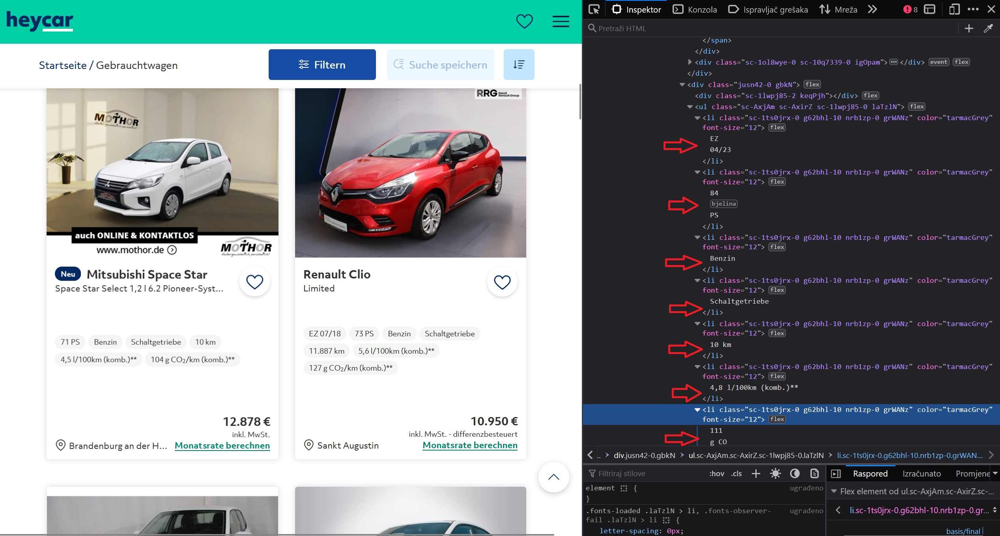 heycar
Startseite / Gebrauchtwagen
Filtern
Suche speichern
MOTHOR
Außergewöhnlich persönlich!
auch ONLINE & KONTAKTLOS
www.mothor.de
MOTHOR
Außergewöhnlich persönlich!
Neu
Mitsubishi Space Star
Space Star Select 1,2 l 6.2 Pioneer-Syst...
71 PS
Benzin
Schaltgetriebe
10 km
4,5 l/100km (komb.)**
104 g CO₂/km (komb.)**
12.878 €
inkl. MwSt.
Brandenburg an der H...
Monatsrate berechnen
RRG Retail Renault Group
Renault Clio
Limited
EZ 07/18
73 PS
Benzin
Schaltgetriebe
11.887 km
5,6 l/100km (komb.)**
127 g CO₂/km (komb.)**
10.950 €
inkl. MwSt. - differenzbesteuert
Sankt Augustin
Monatsrate berechnen
Inspektor
Konzola
Ispravljač grešaka
Mreža
8
Pretraži HTML
</span>
</div>
<div class="sc-1ol8wye-0 sc-10q7339-0 igOpam">···</div> event flex
</div>
<div class="jusn42-0 gbkN"> flex
<div class="sc-1lwpj85-2 keqPjh"></div> flex
<ul class="sc-AxjAm sc-AxirZ sc-1lwpj85-0 laTzlN"> flex
<li class="sc-1ts0jrx-0 g62bhl-10 nrb1zp-0 grWANz" color="tarmacGrey"
font-size="12"> flex
EZ
04/23
</li>
<li class="sc-1ts0jrx-0 g62bhl-10 nrb1zp-0 grWANz" color="tarmacGrey"
font-size="12"> flex
84
bjelina
PS
</li>
<li class="sc-1ts0jrx-0 g62bhl-10 nrb1zp-0 grWANz" color="tarmacGrey"
font-size="12"> flex
Benzin
</li>
<li class="sc-1ts0jrx-0 g62bhl-10 nrb1zp-0 grWANz" color="tarmacGrey"
font-size="12"> flex
Schaltgetriebe
</li>
<li class="sc-1ts0jrx-0 g62bhl-10 nrb1zp-0 grWANz" color="tarmacGrey"
font-size="12"> flex
10 km
</li>
<li class="sc-1ts0jrx-0 g62bhl-10 nrb1zp-0 grWANz" color="tarmacGrey"
font-size="12"> flex
4,8 l/100km (komb.)**
</li>
<li class="sc-1ts0jrx-0 g62bhl-10 nrb1zp-0 grWANz" color="tarmacGrey"
font-size="12"> flex
111
g CO
.. > div.jusn42-0.gbkN > ul.sc-AxjAm.sc-AxirZ.sc-1lwpj85-0.laTzlN > li.sc-1ts0jrx-0.g62bhl-10.nrb1zp-0.grWAN...
Filtriraj stilove
:hov .cls
element {
ugrađeno
}
.fonts-loaded .laTzlN > li, .fonts-observer-
ugrađeno
fail .laTzlN > li {
letter-spacing: 0px;
Raspored
Izračunato
Promjene
Flex element od ul.sc-AxjAm.sc-AxirZ.sc-...
li.sc-1ts0jrx-0.g62bhl-10.nrb1zp-0.gr...
basis/final